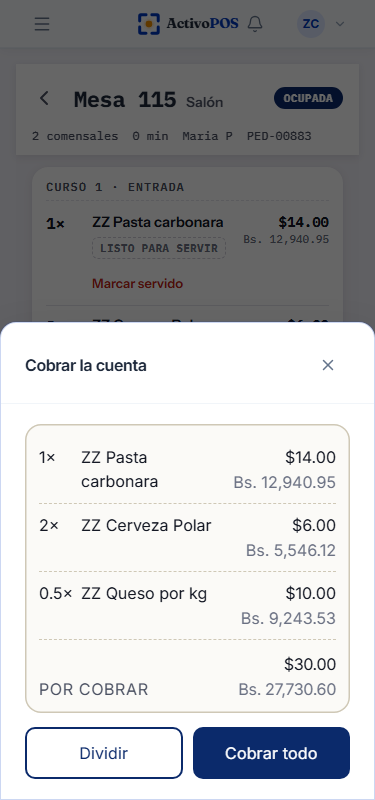 ActivoPOS
ZC
Mesa 115 Salón
OCUPADA
2 comensales 0 min Maria P PED-00883
CURSO 1 · ENTRADA
1× ZZ Pasta carbonara $14.00
LISTO PARA SERVIR Bs. 12,940.95
Marcar servido
Cobrar la cuenta
1× ZZ Pasta carbonara $14.00
Bs. 12,940.95
2× ZZ Cerveza Polar $6.00
Bs. 5,546.12
0.5× ZZ Queso por kg $10.00
Bs. 9,243.53
$30.00
POR COBRAR Bs. 27,730.60
Dividir
Cobrar todo